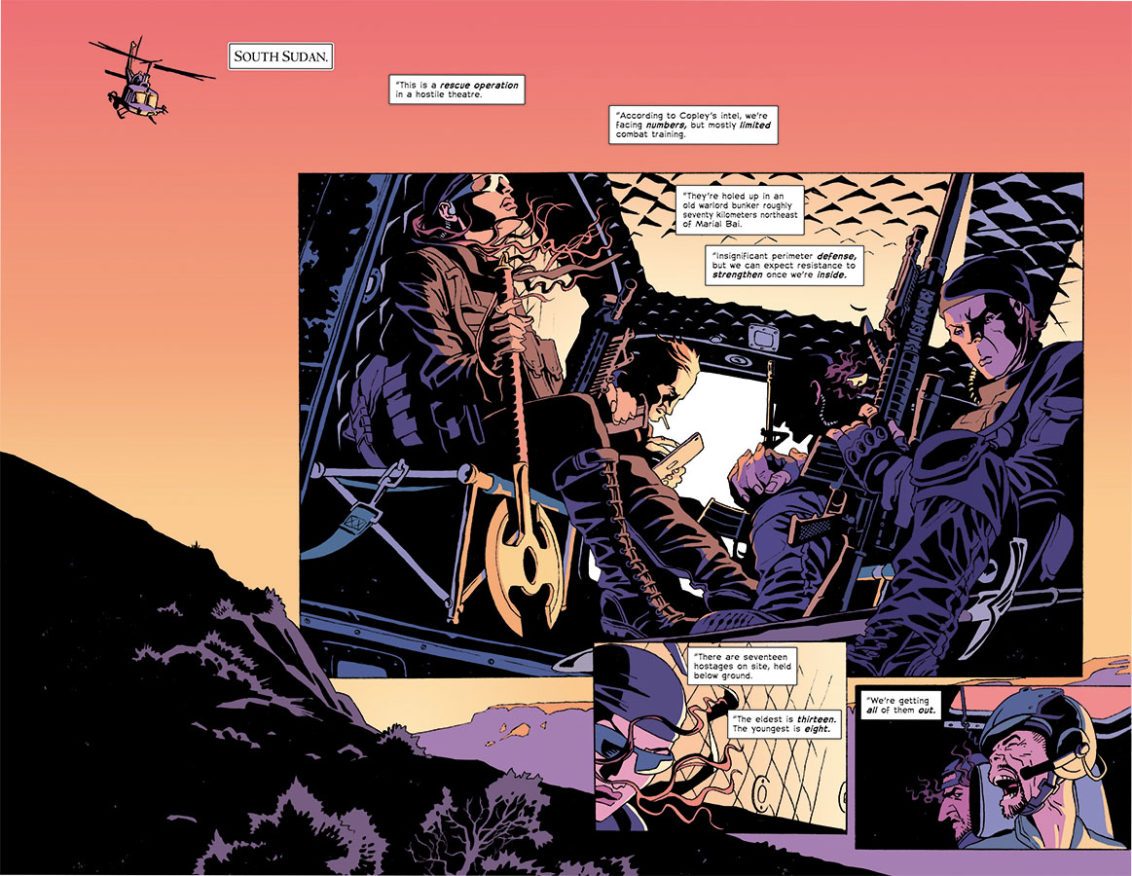 SOUTH SUDAN.
"This is a rescue operation
in a hostile theatre.
"According to Copley's intel, we're
facing numbers, but mostly limited
combat training.
"They're holed up in an
old warlord bunker roughly
seventy kilometers northeast
of Marial Bai.
"Insignificant perimeter defense,
but we can expect resistance to
strengthen once we're inside.
"There are seventeen
hostages on site, held
below ground.
"The eldest is thirteen.
The youngest is eight.
"We're getting
all of them out.